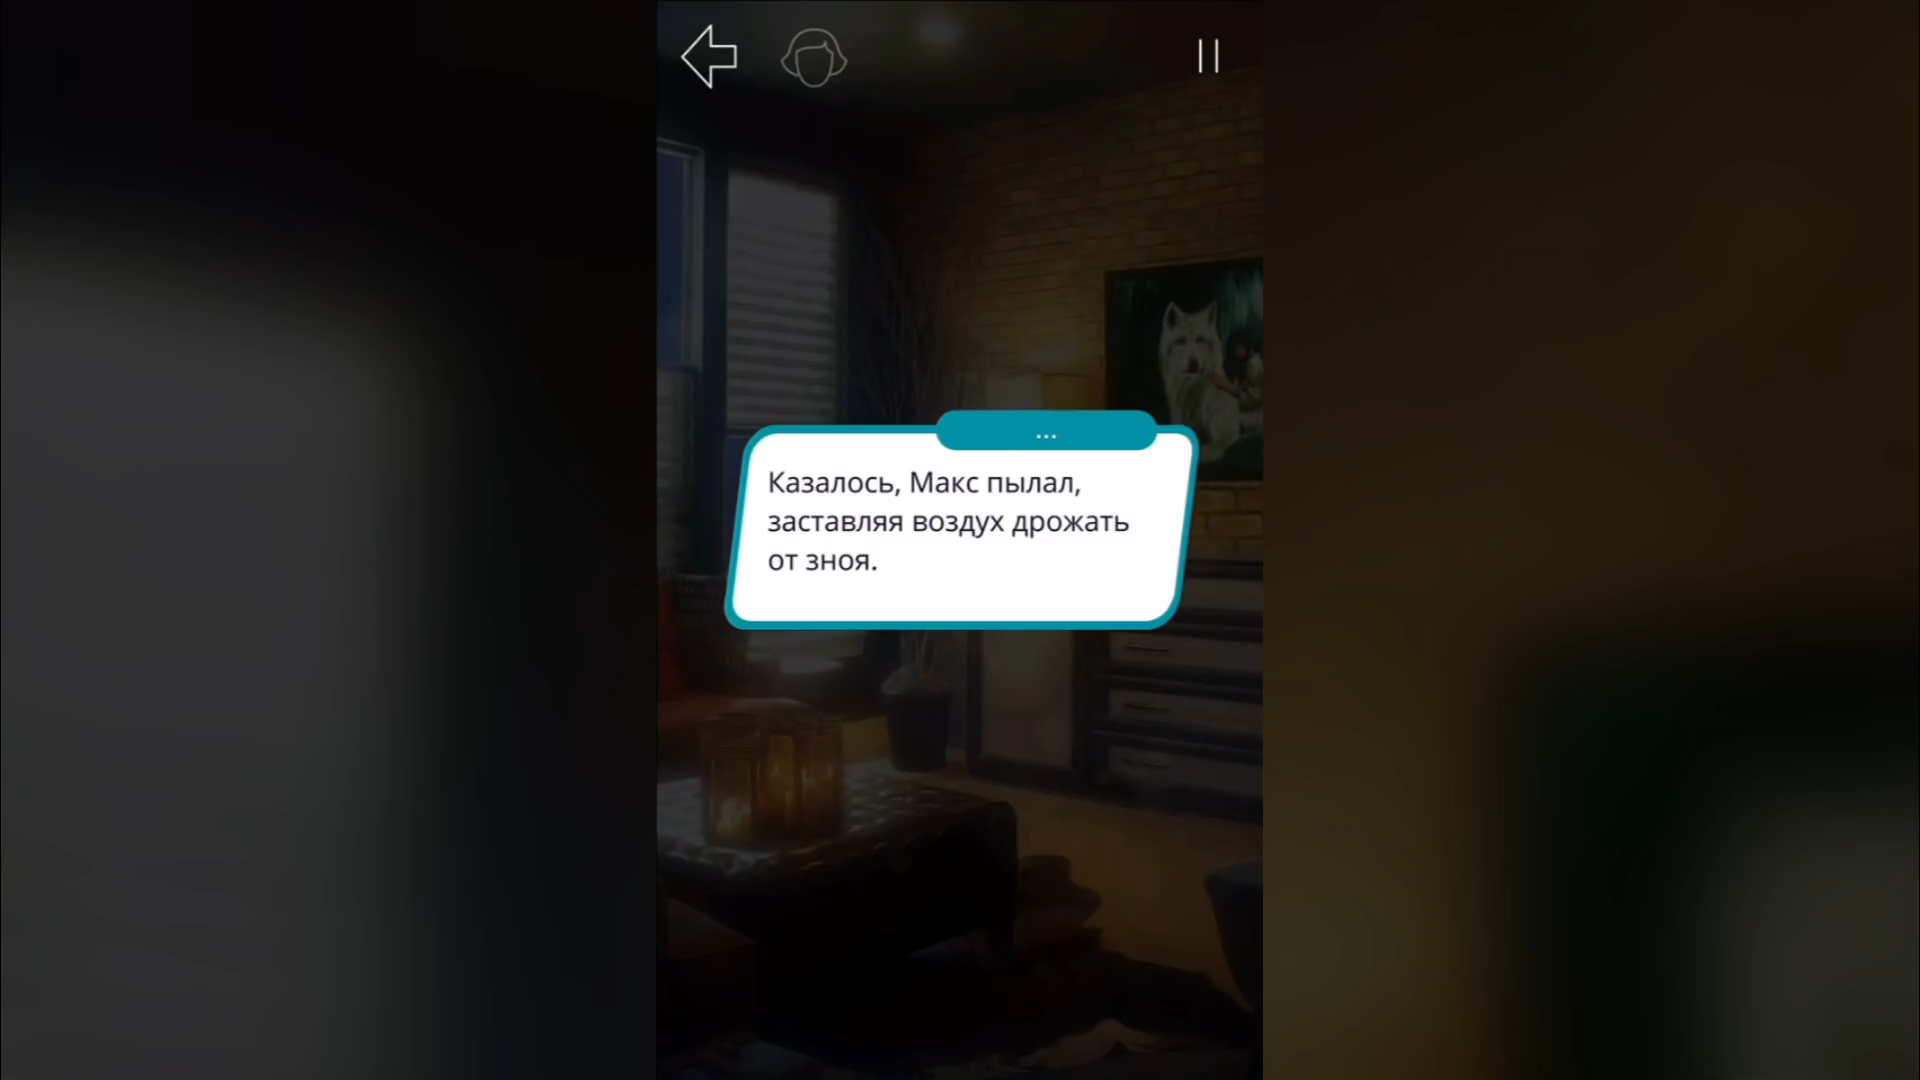 ...
Казалось, Макс пылал,
заставляя воздух дрожать
от зноя.